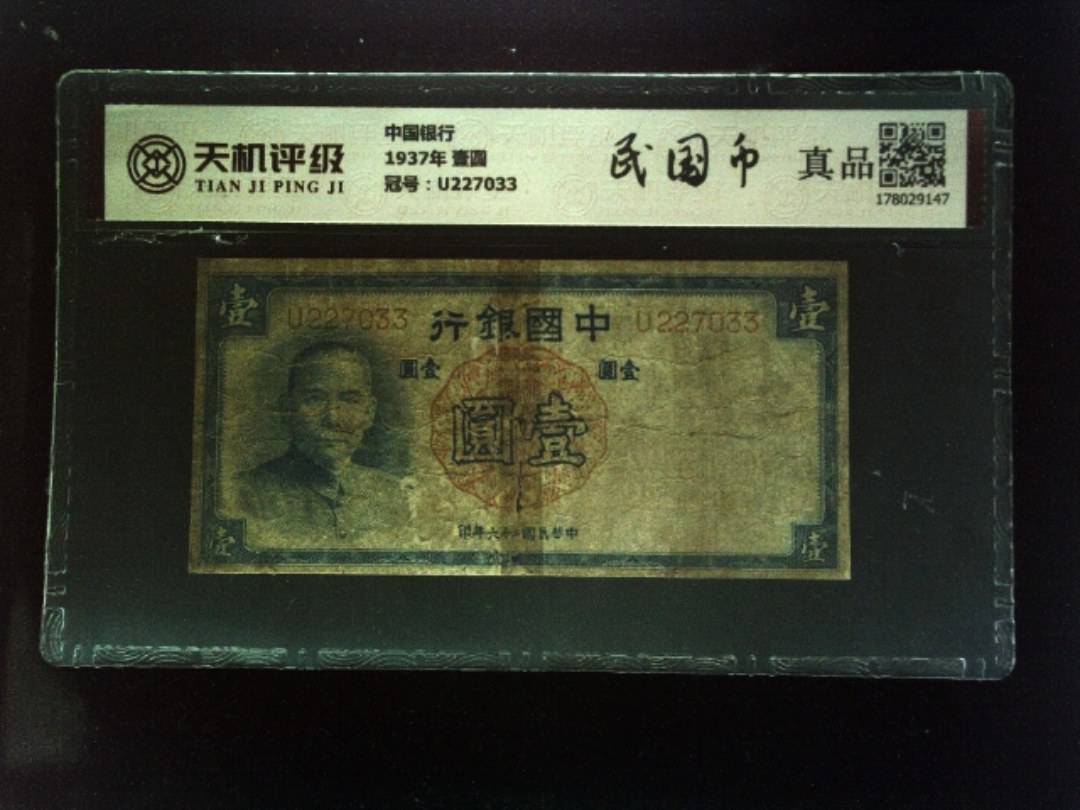 天机评级
TIAN JI PING JI
中国银行
1937年 壹圆
冠号：U227033
民国币
真品
178029147
壹
壹
U227033
行銀國中
U227033
圓壹
圓壹
圓壹
印年六十二國民華中
壹
壹